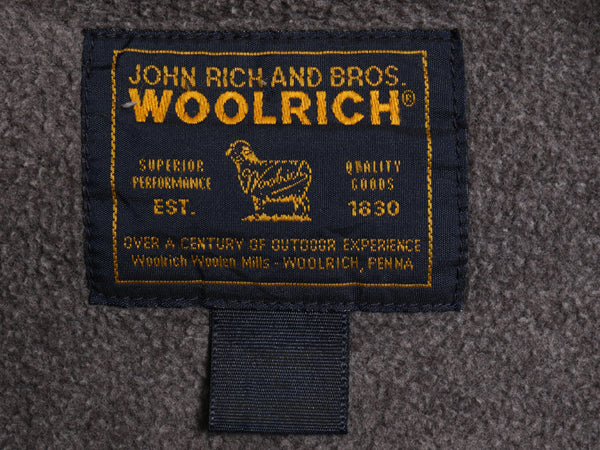 JOHN RICH AND BROS.
WOOLRICH®
SUPERIOR PERFORMANCE
Woolrich
QUALITY GOODS
EST. 1830
OVER A CENTURY OF OUTDOOR EXPERIENCE
Woolrich Woolen Mills - WOOLRICH, PENNA